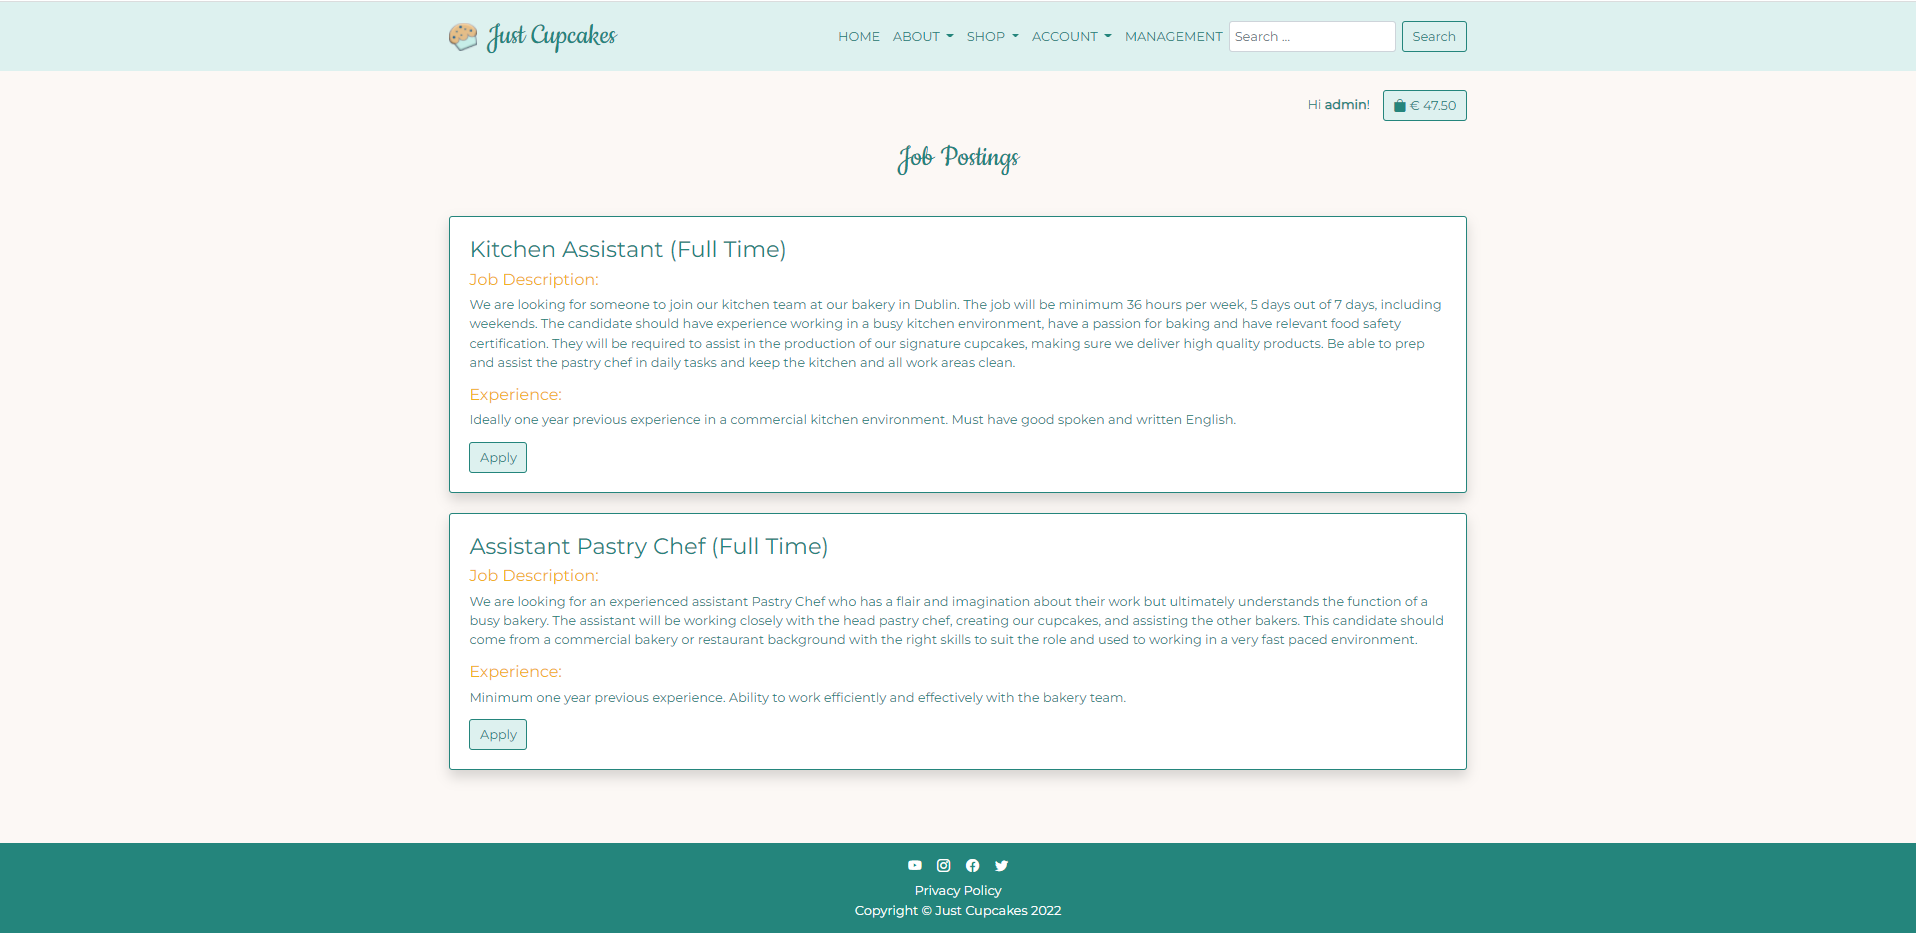 Just Cupcakes
HOME ABOUT SHOP ACCOUNT MANAGEMENT Search ... Search
Hi admin! € 47.50
Job Postings
Kitchen Assistant (Full Time)
Job Description:
We are looking for someone to join our kitchen team at our bakery in Dublin. The job will be minimum 36 hours per week, 5 days out of 7 days, including
weekends. The candidate should have experience working in a busy kitchen environment, have a passion for baking and have relevant food safety
certification. They will be required to assist in the production of our signature cupcakes, making sure we deliver high quality products. Be able to prep
and assist the pastry chef in daily tasks and keep the kitchen and all work areas clean.
Experience:
Ideally one year previous experience in a commercial kitchen environment. Must have good spoken and written English.
Apply
Assistant Pastry Chef (Full Time)
Job Description:
We are looking for an experienced assistant Pastry Chef who has a flair and imagination about their work but ultimately understands the function of a
busy bakery. The assistant will be working closely with the head pastry chef, creating our cupcakes, and assisting the other bakers. This candidate should
come from a commercial bakery or restaurant background with the right skills to suit the role and used to working in a very fast paced environment.
Experience:
Minimum one year previous experience. Ability to work efficiently and effectively with the bakery team.
Apply
Privacy Policy
Copyright © Just Cupcakes 2022